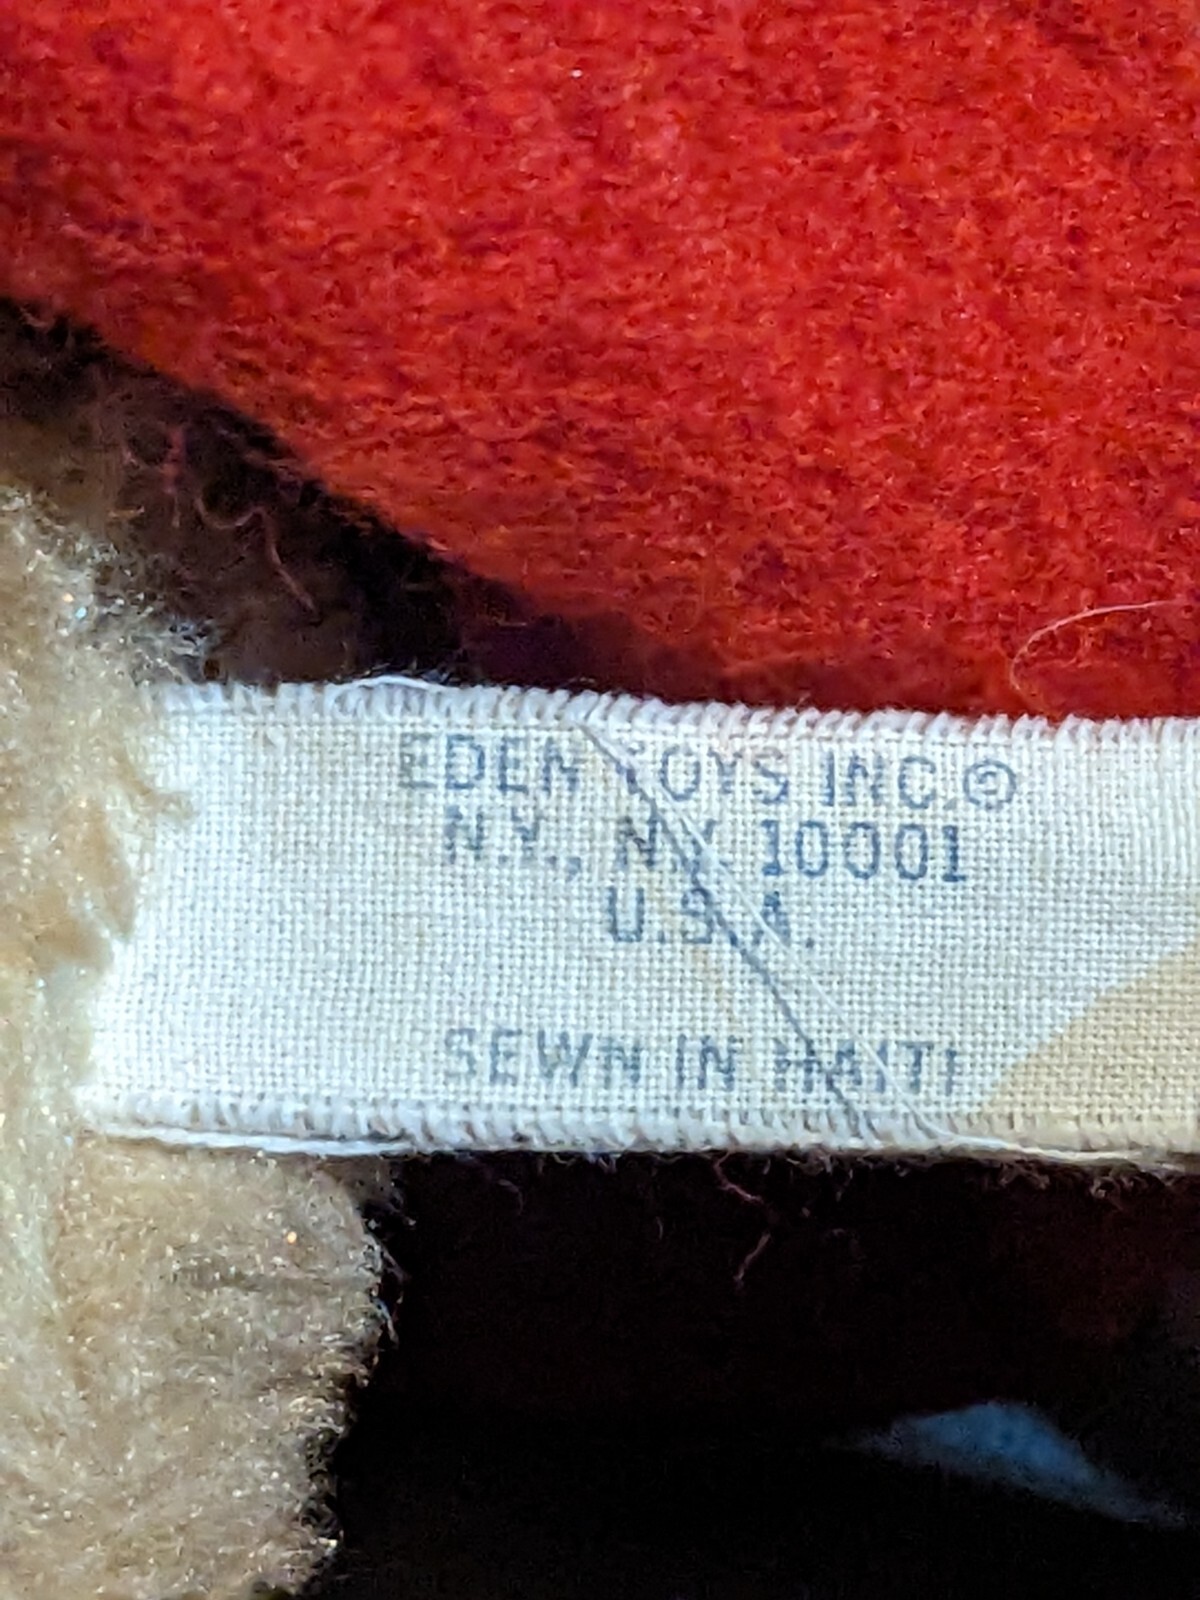 EDEN TOYS INC.©
N.Y., N.Y. 10001
U.S.A.
SEWN IN HAITI